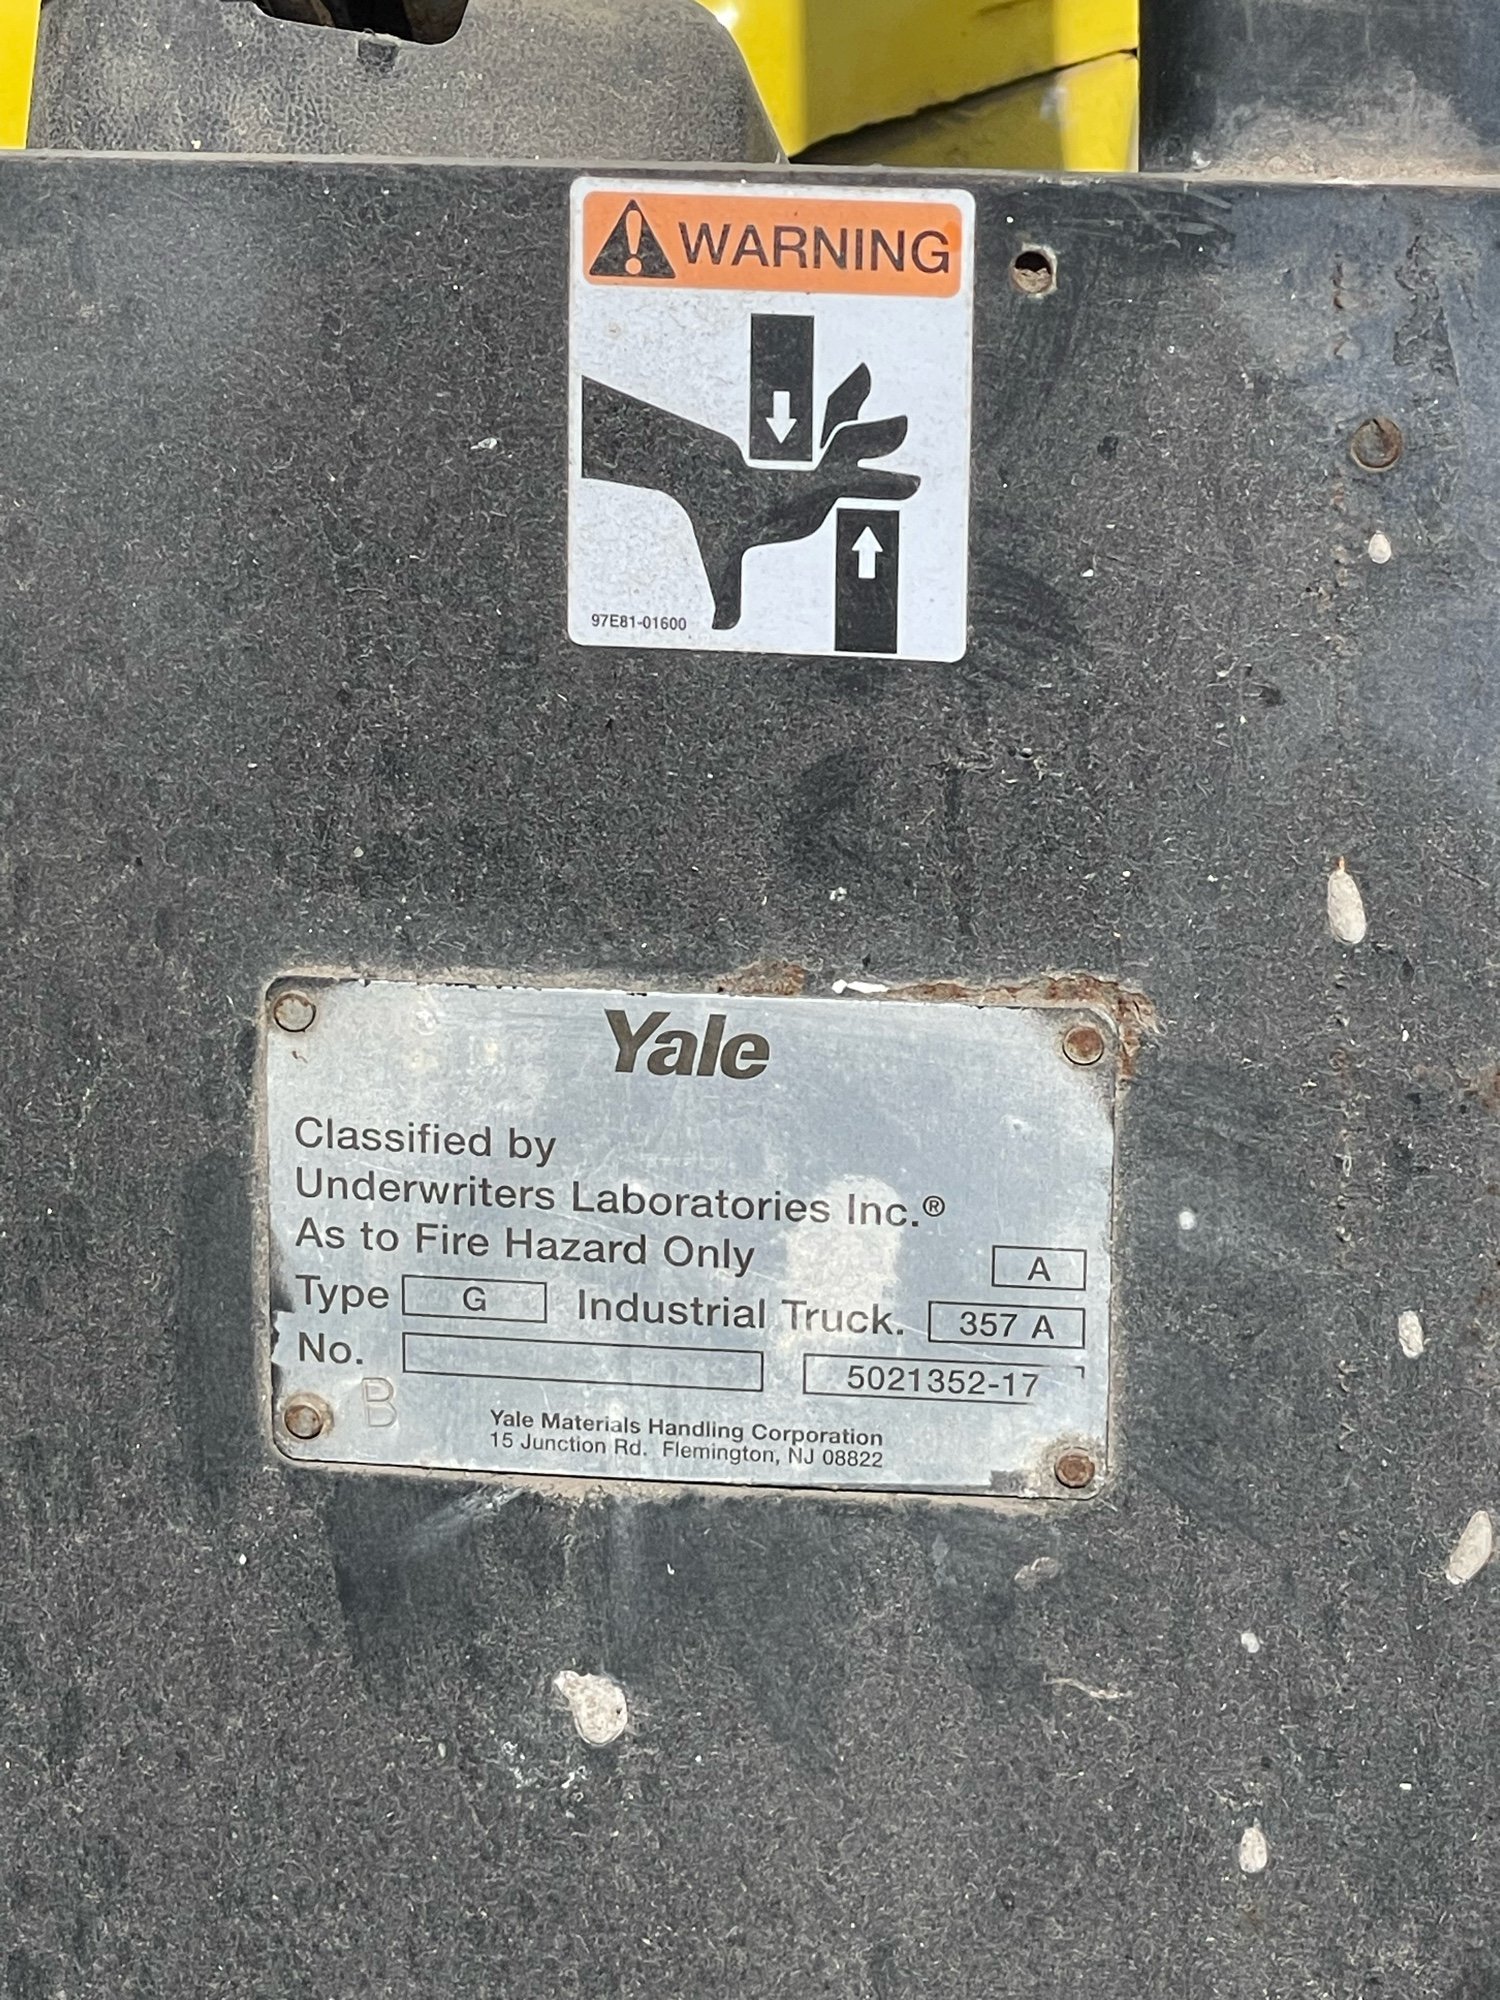 WARNING
97E81-01600
Yale
Classified by
Underwriters Laboratories Inc.®
As to Fire Hazard Only
A
Type G Industrial Truck. 357 A
No. 5021352-17
B
Yale Materials Handling Corporation
15 Junction Rd. Flemington, NJ 08822